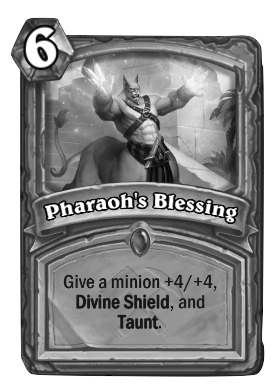 6
Pharaoh's Blessing
Give a minion +4/+4,
Divine Shield, and
Taunt.